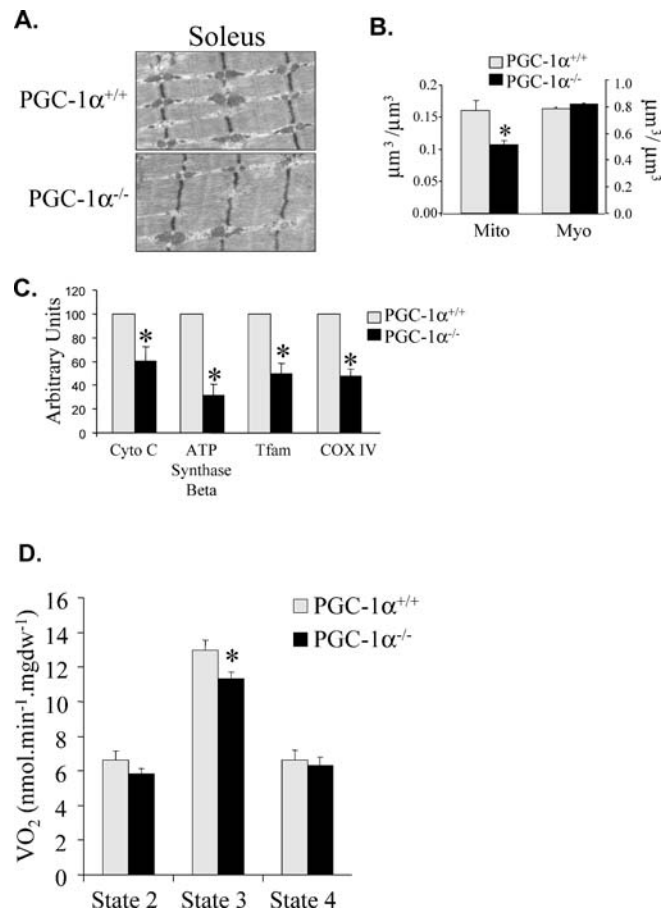 A.
Soleus
PGC-1α+/+
PGC-1α-/-
B.
PGC-1α+/+
PGC-1α-/-
µm³/µm³
0.2
0.15
0.1
0.05
0.00
*
1.0
0.8
0.6
0.4
0.2
0.0
µm³/µm³
Mito Myo
C.
Arbitrary Units
120
100
80
60
40
20
0
* * * *
PGC-1α+/+
PGC-1α-/-
Cyto C ATP Synthase Beta Tfam COX IV
D.
VO₂ (nmol.min⁻¹.mgdw⁻¹)
16
14
12
10
8
6
4
2
0
*
PGC-1α+/+
PGC-1α-/-
State 2 State 3 State 4